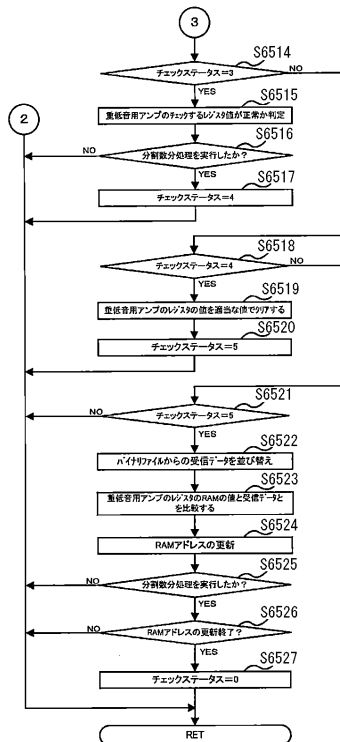 3
S6514
チェックステータス=3
NO
YES
S6515
重低音用アンプのチェックするレジスタ値が正常か判定
2
S6516
NO
分割数分処理を実行したか?
YES
S6517
チェックステータス=4
S6518
チェックステータス=4
NO
YES
S6519
重低音用アンプのレジスタの値を適当な値でクリアする
S6520
チェックステータス=5
S6521
NO
チェックステータス=5
YES
S6522
バイナリファイルからの受信データを並び替え
S6523
重低音用アンプのレジスタのRAMの値と受信データと
を比較する
S6524
RAMアドレスの更新
S6525
NO
分割数分処理を実行したか?
YES
S6526
NO
RAMアドレスの更新終了?
YES
S6527
チェックステータス=0
RET